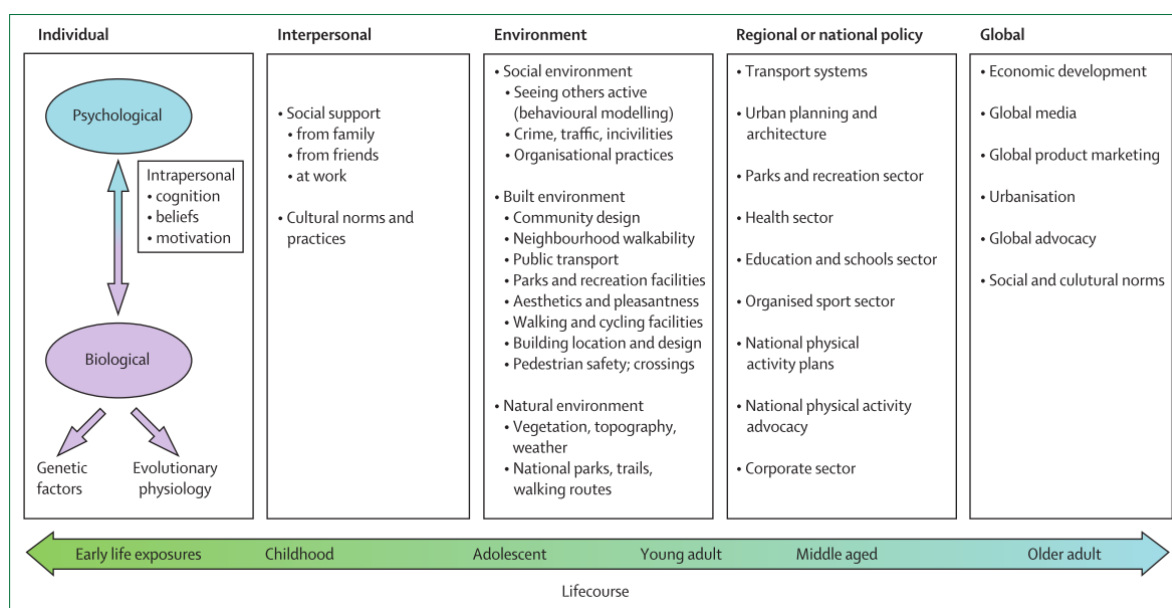 Individual
Psychological
Intrapersonal
• cognition
• beliefs
• motivation
Biological
Genetic
factors
Evolutionary
physiology
Interpersonal
• Social support
• from family
• from friends
• at work
• Cultural norms and
practices
Environment
• Social environment
• Seeing others active
(behavioural modelling)
• Crime, traffic, incivilities
• Organisational practices
• Built environment
• Community design
• Neighbourhood walkability
• Public transport
• Parks and recreation facilities
• Aesthetics and pleasantness
• Walking and cycling facilities
• Building location and design
• Pedestrian safety; crossings
• Natural environment
• Vegetation, topography,
weather
• National parks, trails,
walking routes
Regional or national policy
• Transport systems
• Urban planning and
architecture
• Parks and recreation sector
• Health sector
• Education and schools sector
• Organised sport sector
• National physical
activity plans
• National physical activity
advocacy
• Corporate sector
Global
• Economic development
• Global media
• Global product marketing
• Urbanisation
• Global advocacy
• Social and culutural norms
Early life exposures
Childhood
Adolescent
Young adult
Middle aged
Older adult
Lifecourse